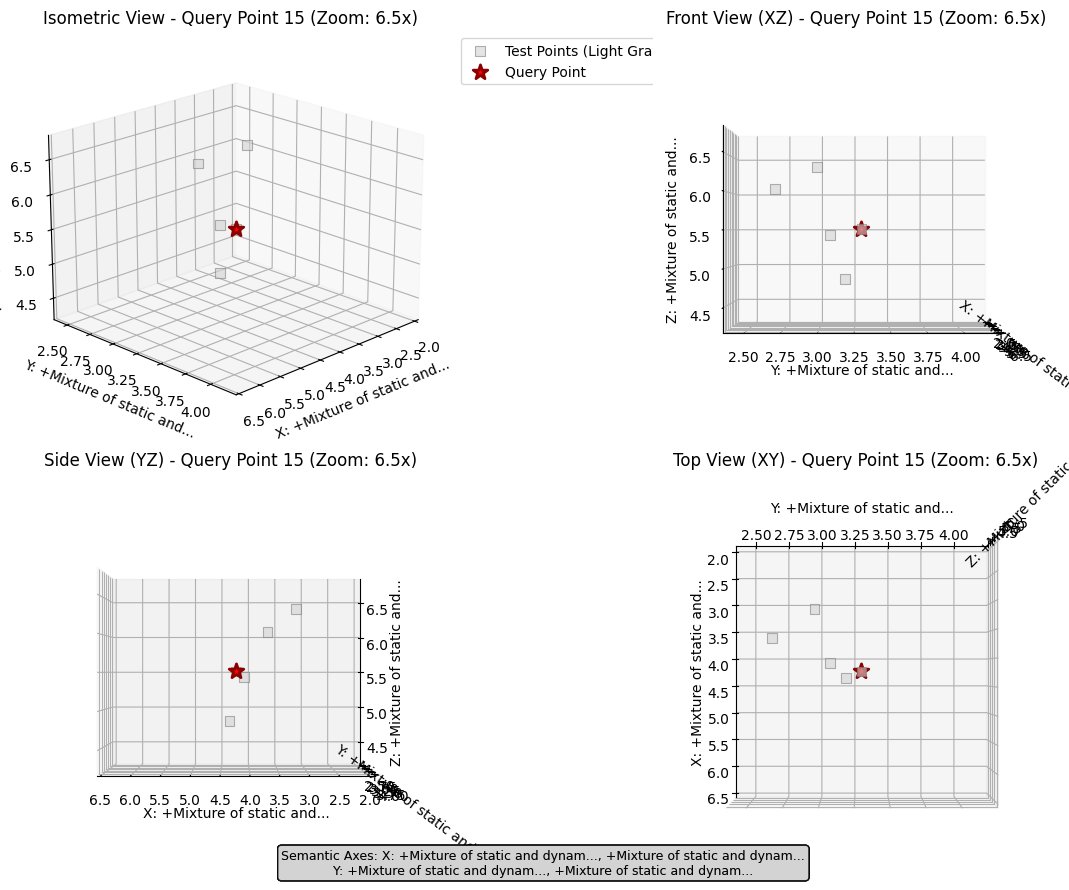 Isometric View - Query Point 15 (Zoom: 6.5x)
Test Points (Light Gra
Query Point
6.5
6.0
5.5
5.0
4.5
2.50
2.75
3.00
3.25
3.50
3.75
4.00
Y: +Mixture of static and...
6.5
6.0
5.5
5.0
4.5
4.0
3.5
3.0
2.5
2.0
X: +Mixture of static and...
Front View (XZ) - Query Point 15 (Zoom: 6.5x)
Z: +Mixture of static and...
6.5
6.0
5.5
5.0
4.5
2.50 2.75 3.00 3.25 3.50 3.75 4.00
Y: +Mixture of static and...
Side View (YZ) - Query Point 15 (Zoom: 6.5x)
6.5
6.0
5.5
5.0
4.5
Z: +Mixture of static and...
6.5 6.0 5.5 5.0 4.5 4.0 3.5 3.0 2.5 2.0
X: +Mixture of static and...
Top View (XY) - Query Point 15 (Zoom: 6.5x)
Y: +Mixture of static and...
2.50 2.75 3.00 3.25 3.50 3.75 4.00
2.0
2.5
3.0
3.5
4.0
4.5
5.0
5.5
6.0
6.5
X: +Mixture of static and...
Semantic Axes: X: +Mixture of static and dynam..., +Mixture of static and dynam...
Y: +Mixture of static and dynam..., +Mixture of static and dynam...